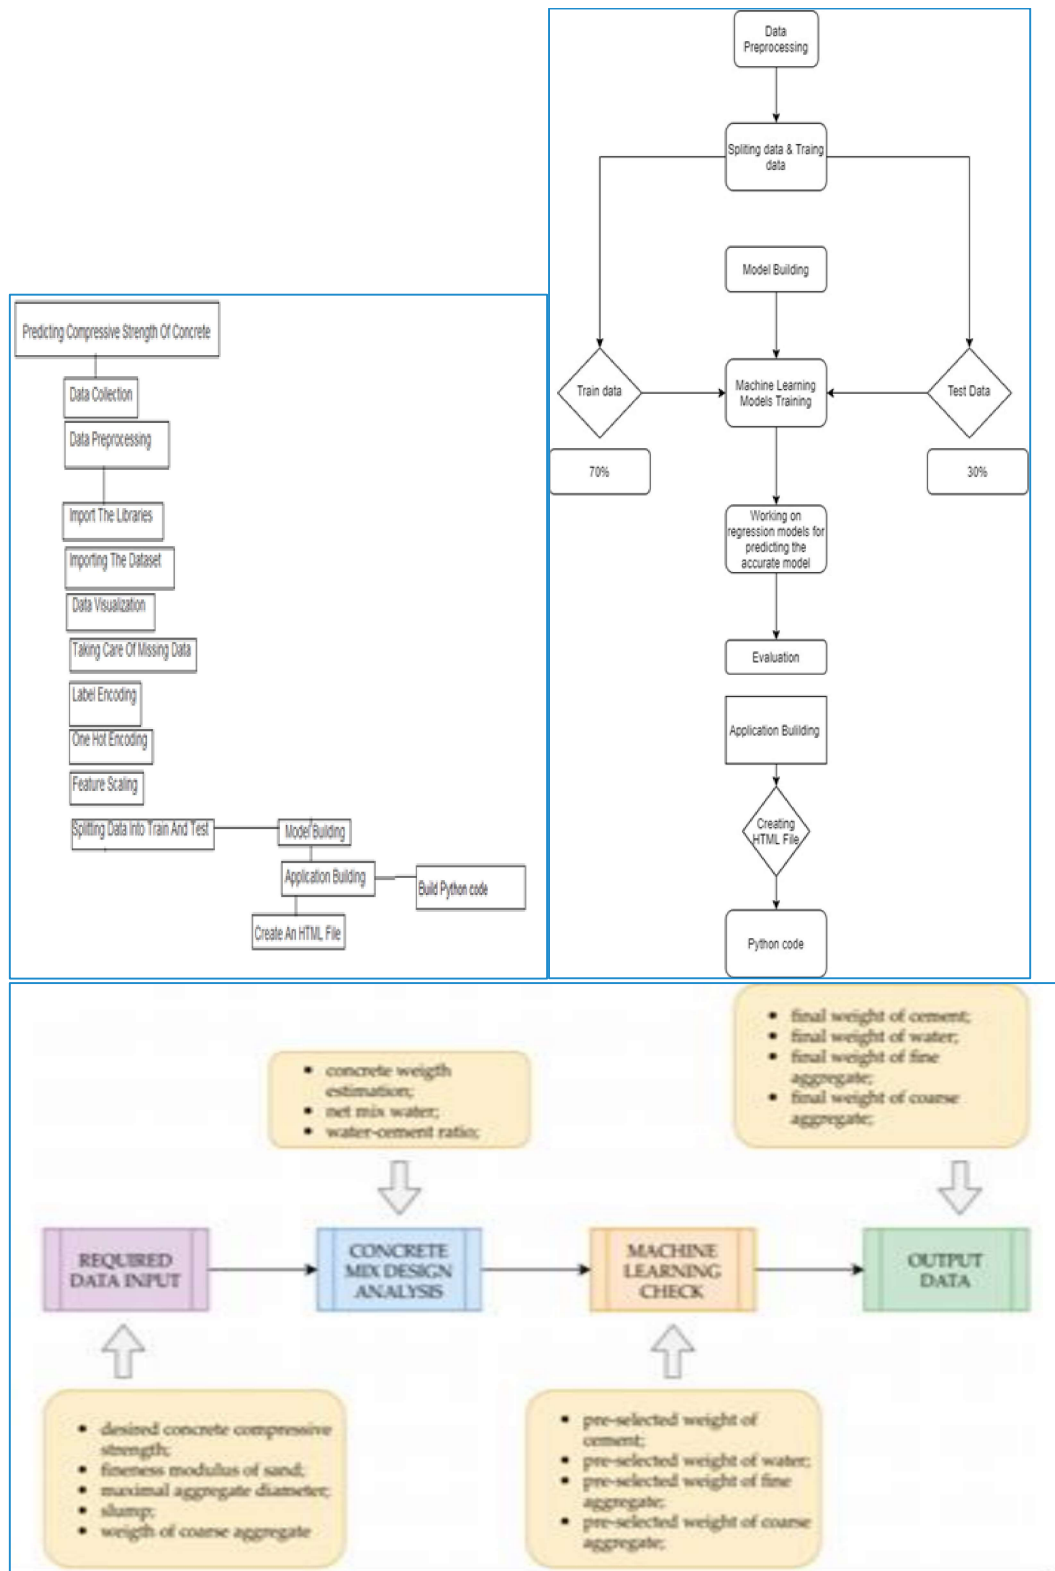 Predicting Compressive Strength Of Concrete
Data Collection
Data Preprocessing
Import The Libraries
Importing The Dataset
Data Visualization
Taking Care Of Missing Data
Label Encoding
One Hot Encoding
Feature Scaling
Splitting Data Into Train And Test
Model Building
Application Building
Build Python code
Create An HTML File
Data
Preprocessing
Spliting data & Traing
data
Model Building
Train data
Machine Learning
Models Training
Test Data
70%
30%
Working on
regression models for
predicting the
accurate model
Evaluation
Application Builiding
Creating
HTML File
Python code
• concrete weigth
estimation;
• net mix water;
• water-cement ratio;
• final weight of cement;
• final weight of water;
• final weight of fine
aggregate;
• final weight of coarse
aggregate;
REQUIRED
DATA INPUT
CONCRETE
MIX DESIGN
ANALYSIS
MACHINE
LEARNING
CHECK
OUTPUT
DATA
• desired concrete compressive
strength;
• fineness modulus of sand;
• maximal aggregate diameter;
• slump;
• weigth of coarse aggregate
• pre-selected weight of
cement;
• pre-selected weight of water;
• pre-selected weight of fine
aggregate;
• pre-selected weight of coarse
aggregate;